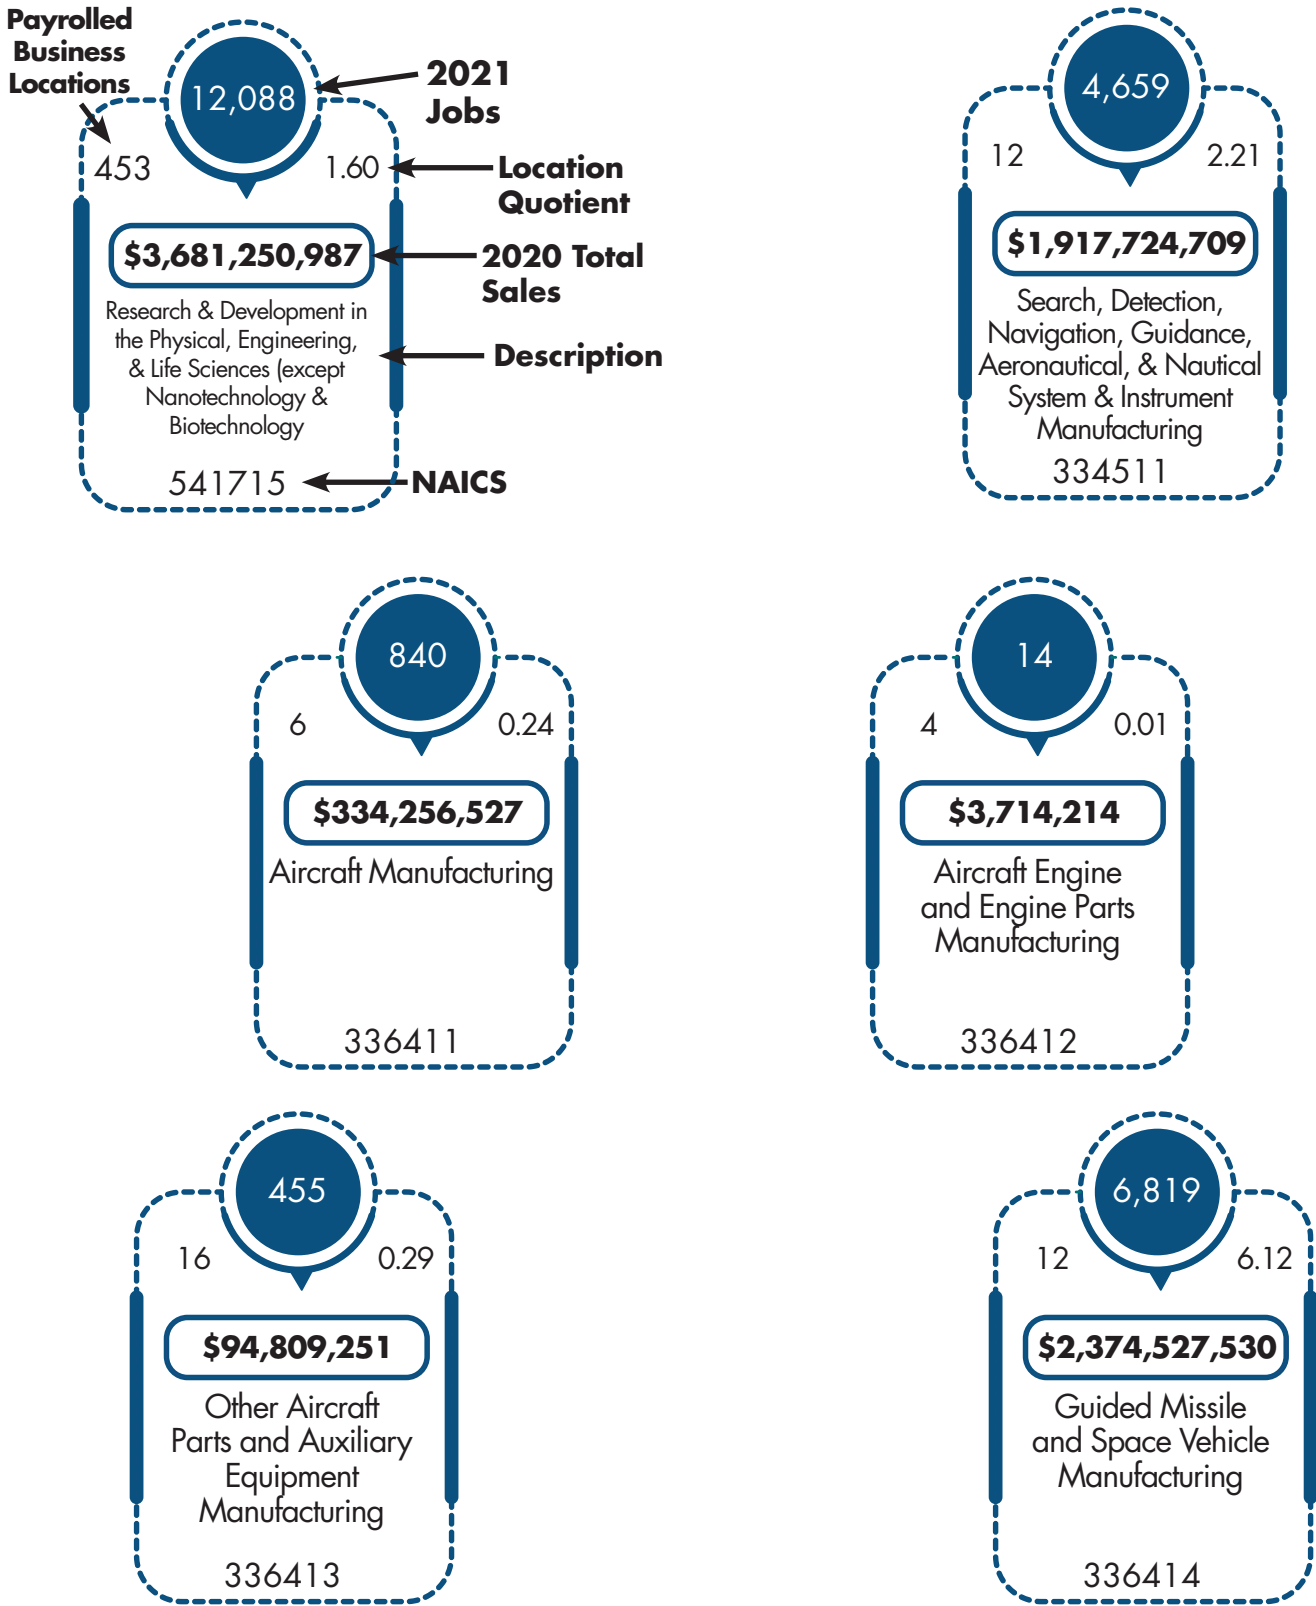 Payrolled
Business
Locations
12,088
2021
Jobs
453
1.60
Location
Quotient
$3,681,250,987
2020 Total
Sales
Research & Development in
the Physical, Engineering,
& Life Sciences (except
Nanotechnology &
Biotechnology
Description
541715
NAICS
4,659
12
2.21
$1,917,724,709
Search, Detection,
Navigation, Guidance,
Aeronautical, & Nautical
System & Instrument
Manufacturing
334511
840
6
0.24
$334,256,527
Aircraft Manufacturing
336411
14
4
0.01
$3,714,214
Aircraft Engine
and Engine Parts
Manufacturing
336412
455
16
0.29
$94,809,251
Other Aircraft
Parts and Auxiliary
Equipment
Manufacturing
336413
6,819
12
6.12
$2,374,527,530
Guided Missile
and Space Vehicle
Manufacturing
336414